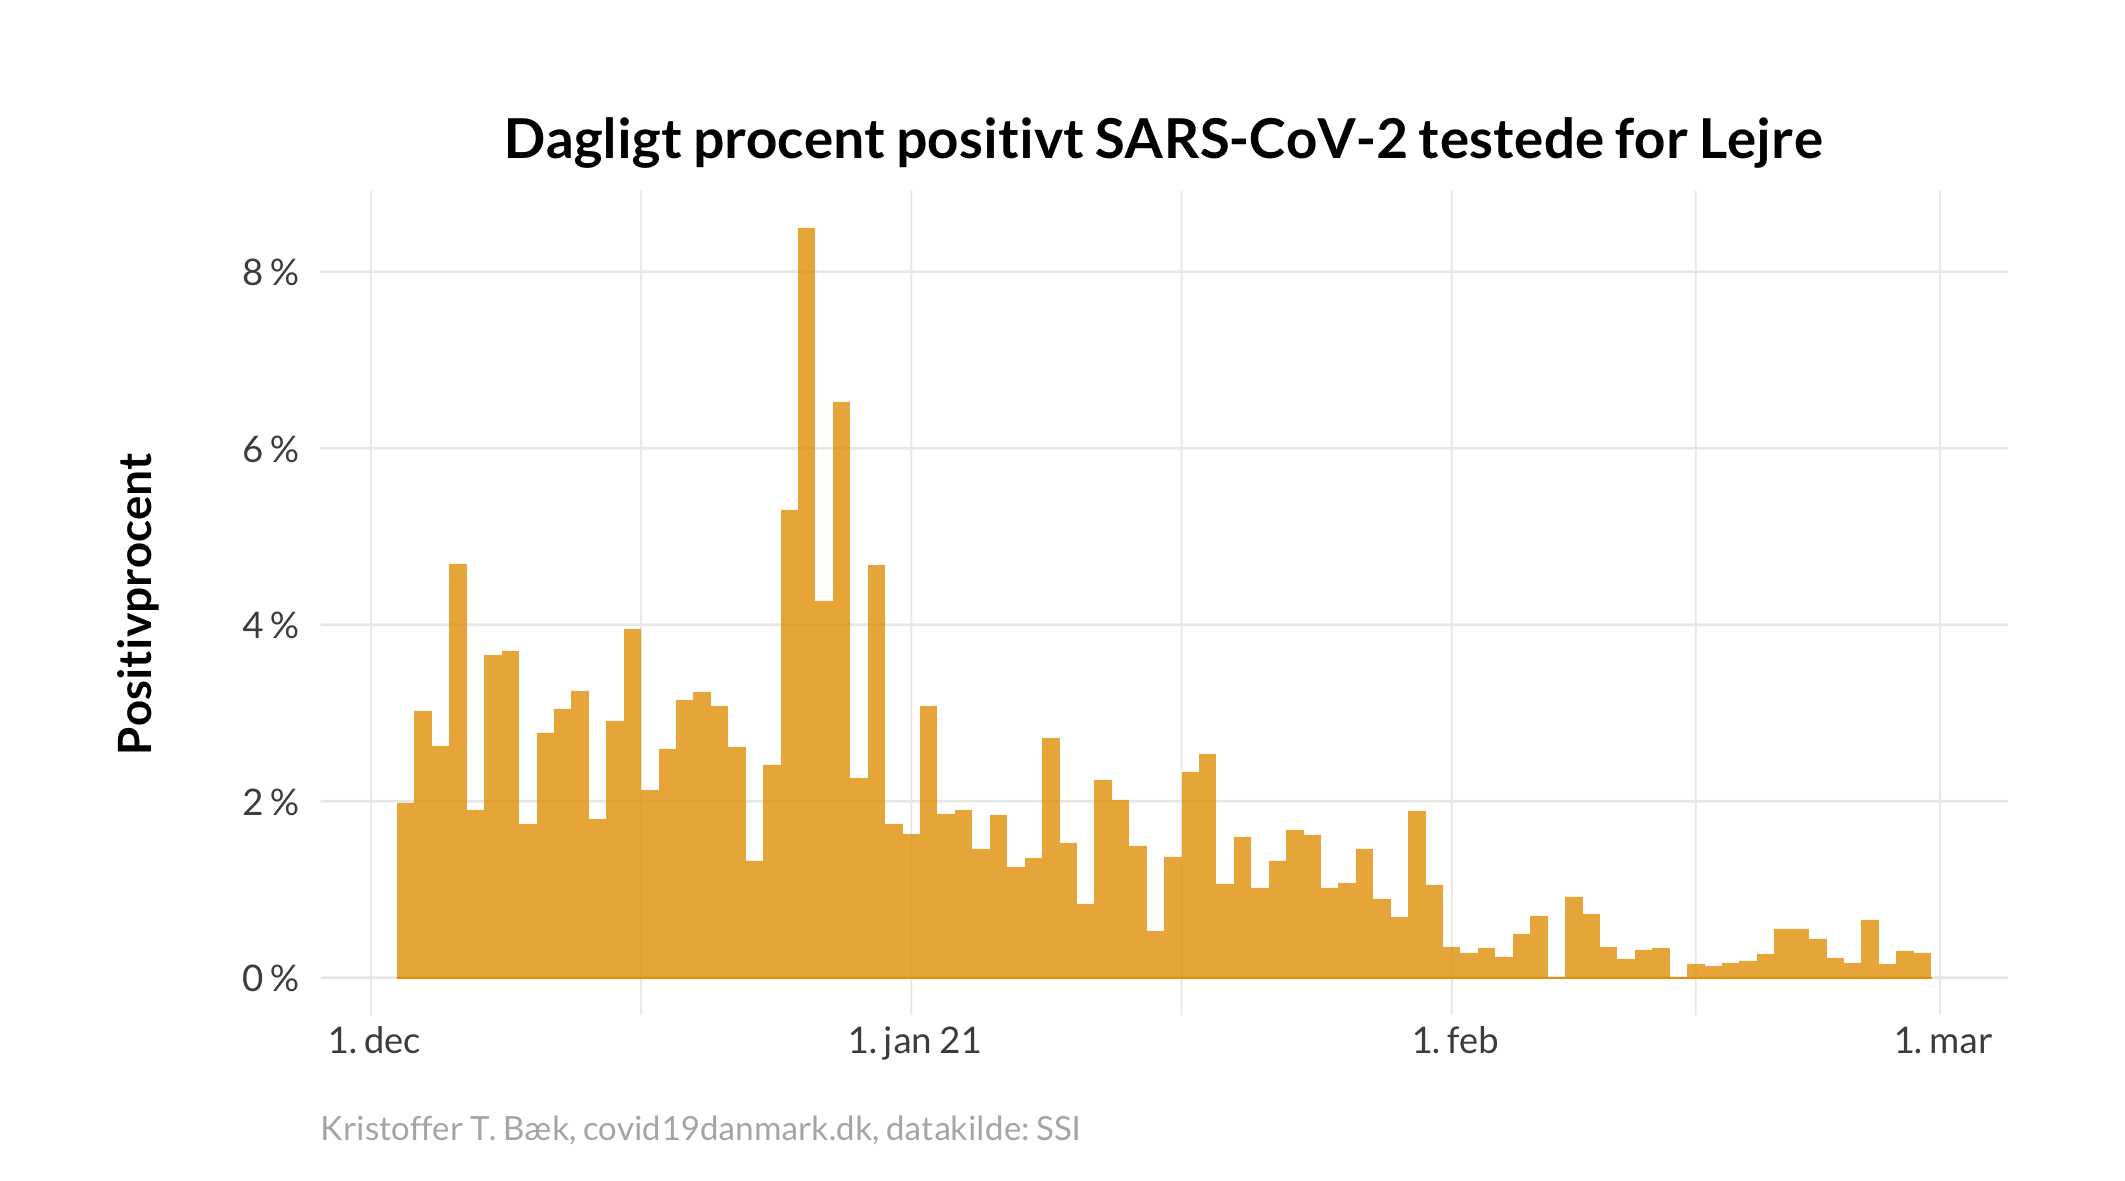 Dagligt procent positivt SARS-CoV-2 testede for Lejre
Positivprocent
8 %
6 %
4 %
2 %
0 %
1. dec
1. jan 21
1. feb
1. mar
Kristoffer T. Bæk, covid19danmark.dk, datakilde: SSI